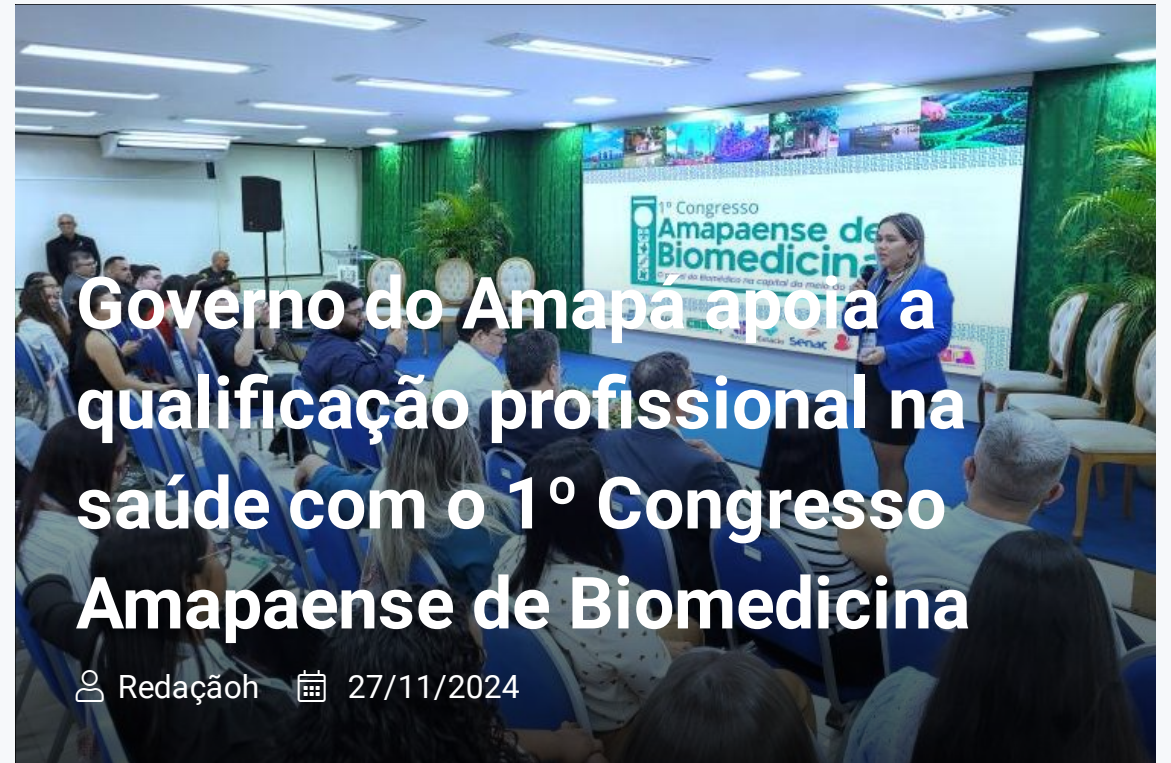 1º Congresso
Amapaense de
Biomedicina
Senac
Governo do Amapá apoia a
qualificação profissional na
saúde com o 1º Congresso
Amapaense de Biomedicina
Redaçãoh 27/11/2024